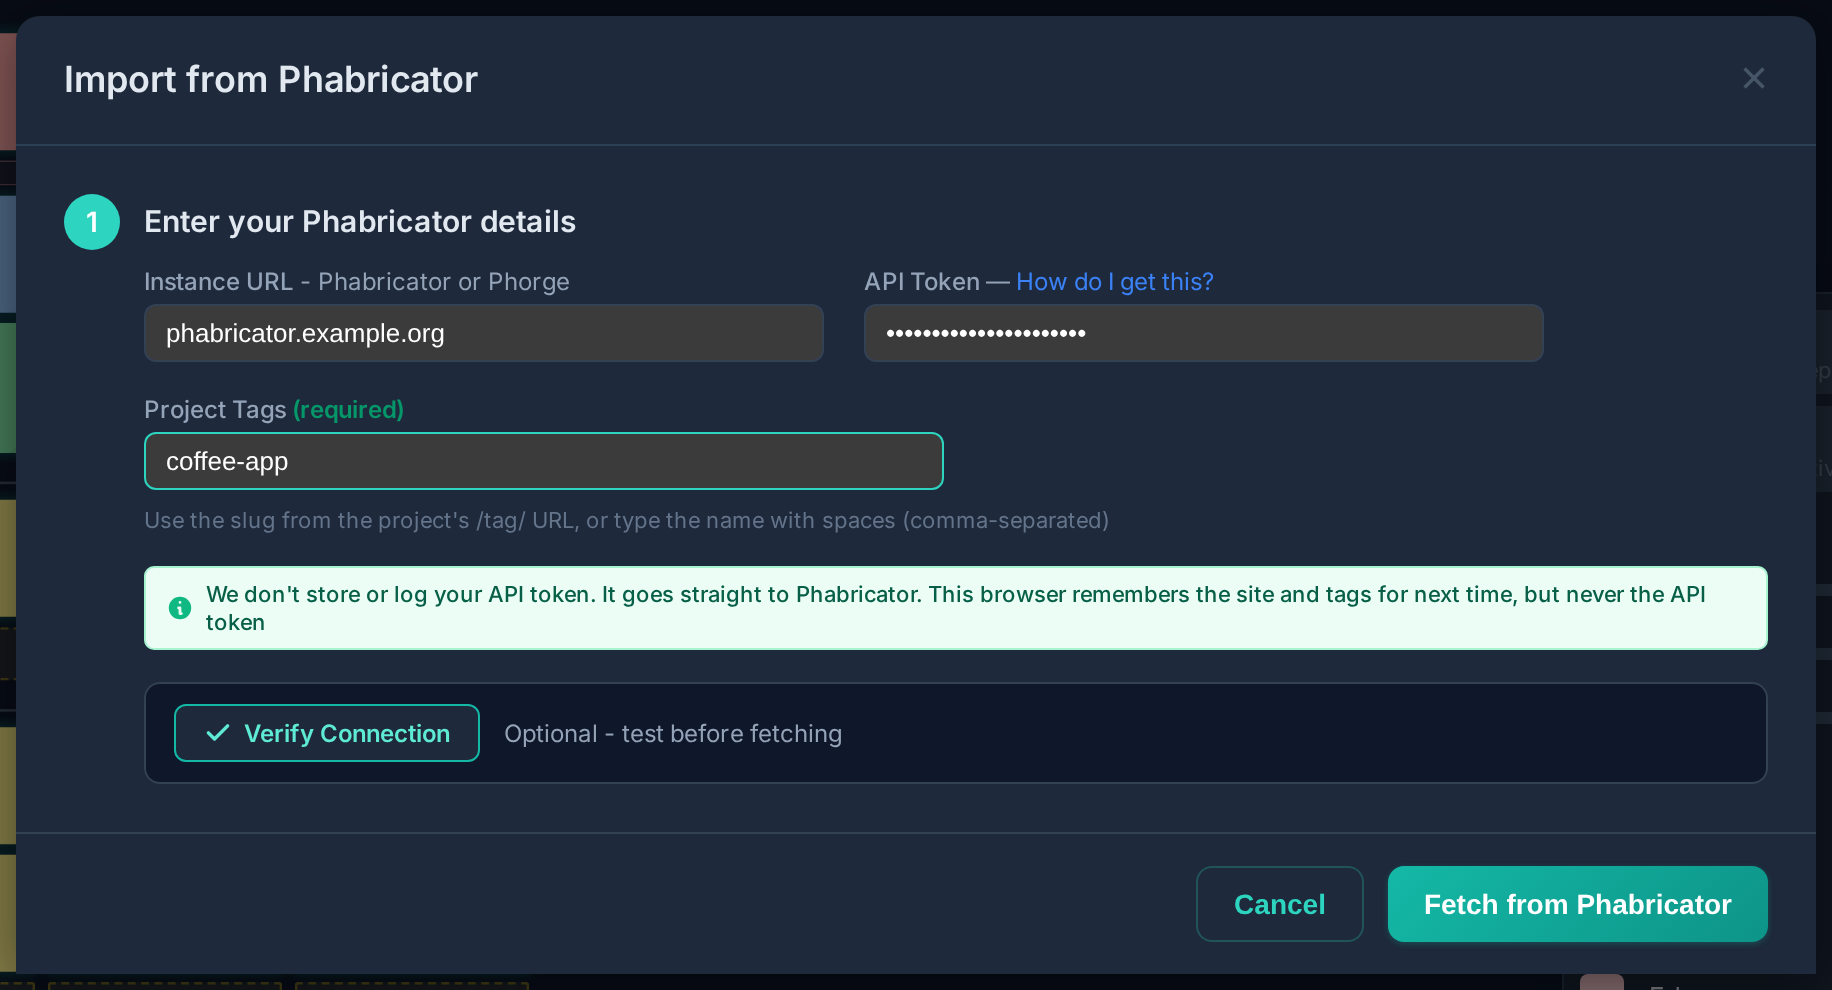 Import from Phabricator
1
Enter your Phabricator details
Instance URL - Phabricator or Phorge
API Token — How do I get this?
phabricator.example.org
••••••••••••••••••••••
Project Tags (required)
coffee-app
Use the slug from the project's /tag/ URL, or type the name with spaces (comma-separated)
We don't store or log your API token. It goes straight to Phabricator. This browser remembers the site and tags for next time, but never the API
token
Verify Connection
Optional - test before fetching
Cancel
Fetch from Phabricator